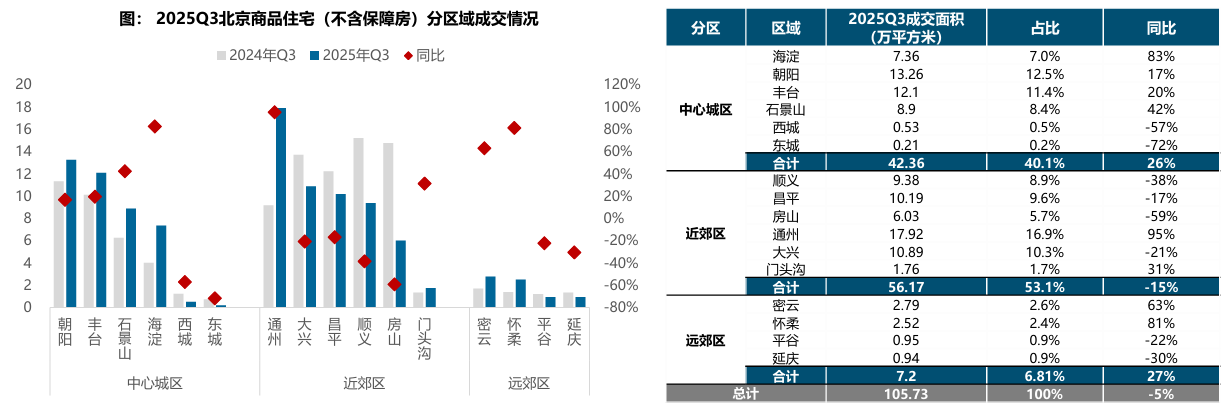 图： 2025Q3北京商品住宅（不含保障房）分区域成交情况
2024年Q3 2025年Q3 同比
20 120%
18 100%
16 80%
14 60%
12 40%
10 20%
8 0%
6 -20%
4 -40%
2 -60%
0 -80%
朝阳 丰台 石景山 海淀 西城 东城 通州 大兴 昌平 顺义 房山 门头沟 密云 怀柔 平谷 延庆
中心城区 近郊区 远郊区
分区 区域 2025Q3成交面积（万平方米） 占比 同比
中心城区
海淀 7.36 7.0% 83%
朝阳 13.26 12.5% 17%
丰台 12.1 11.4% 20%
石景山 8.9 8.4% 42%
西城 0.53 0.5% -57%
东城 0.21 0.2% -72%
合计 42.36 40.1% 26%
近郊区
顺义 9.38 8.9% -38%
昌平 10.19 9.6% -17%
房山 6.03 5.7% -59%
通州 17.92 16.9% 95%
大兴 10.89 10.3% -21%
门头沟 1.76 1.7% 31%
合计 56.17 53.1% -15%
远郊区
密云 2.79 2.6% 63%
怀柔 2.52 2.4% 81%
平谷 0.95 0.9% -22%
延庆 0.94 0.9% -30%
合计 7.2 6.81% 27%
总计 105.73 100% -5%